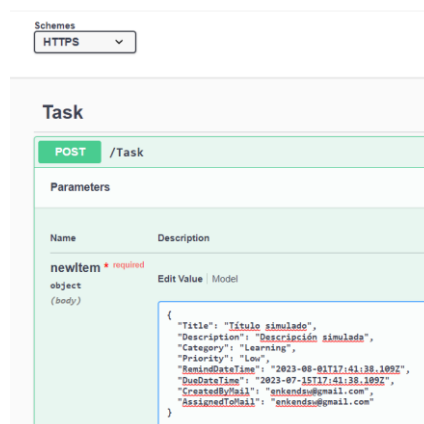 Schemes
HTTPS
Task
POST /Task
Parameters
Name Description
newItem * required
object
(body)
Edit Value | Model
{
"Title": "Título simulado",
"Description": "Descripción simulada",
"Category": "Learning",
"Priority": "Low",
"RemindDateTime": "2023-08-01T17:41:38.109Z",
"DueDateTime": "2023-07-15T17:41:38.109Z",
"CreatedByMail": "enkendsw@gmail.com",
"AssignedToMail": "enkendsw@gmail.com"
}